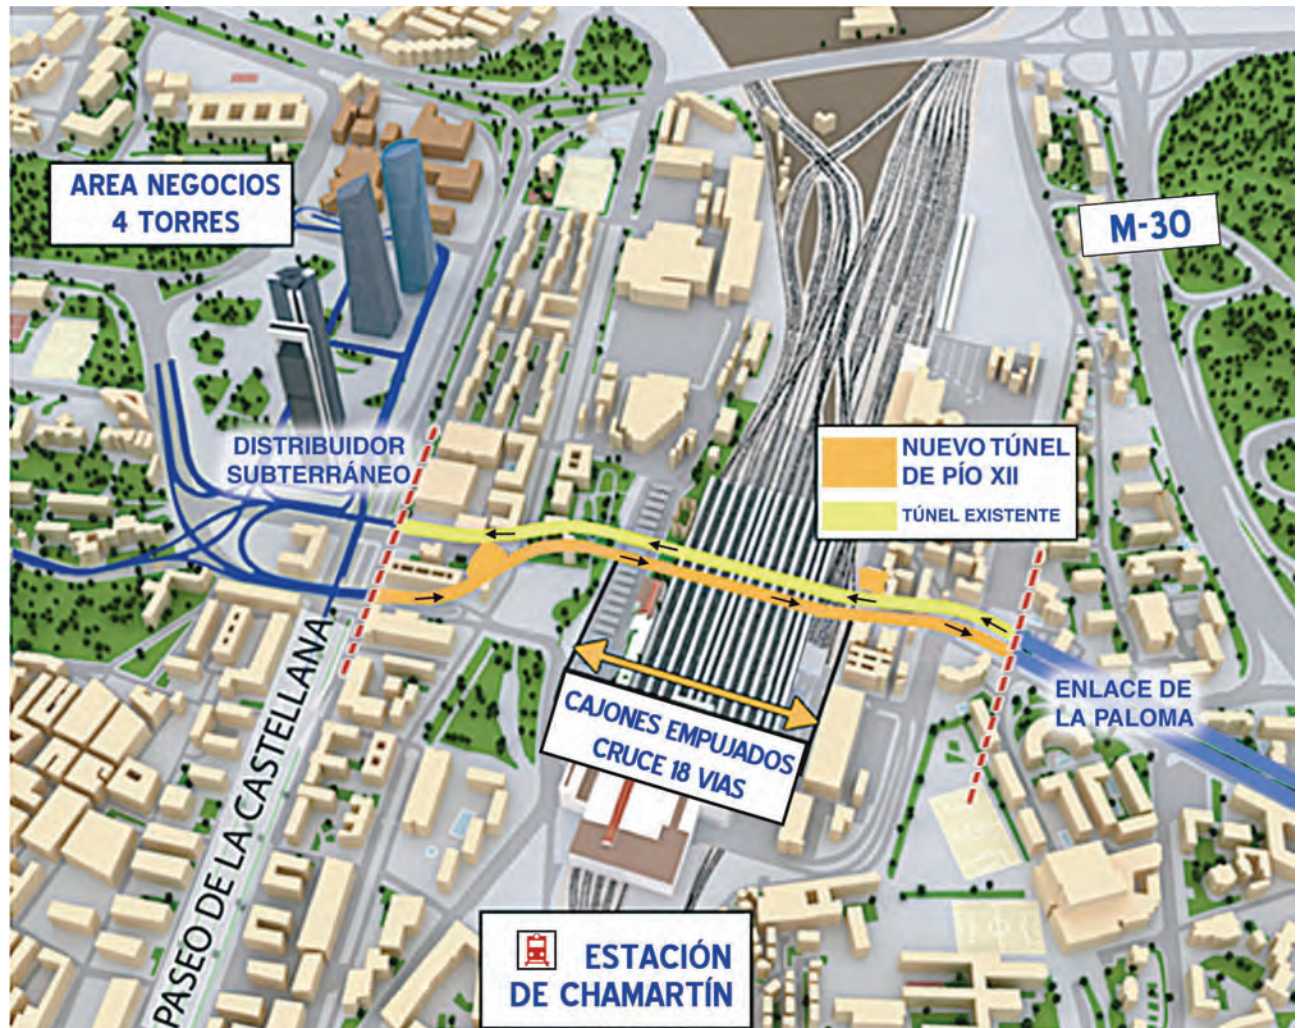 AREA NEGOCIOS
4 TORRES
M-30
DISTRIBUIDOR
SUBTERRÁNEO
NUEVO TÚNEL
DE PÍO XII
TÚNEL EXISTENTE
PASEO DE LA CASTELLANA
CAJONES EMPUJADOS
CRUCE 18 VIAS
ENLACE DE
LA PALOMA
ESTACIÓN
DE CHAMARTÍN